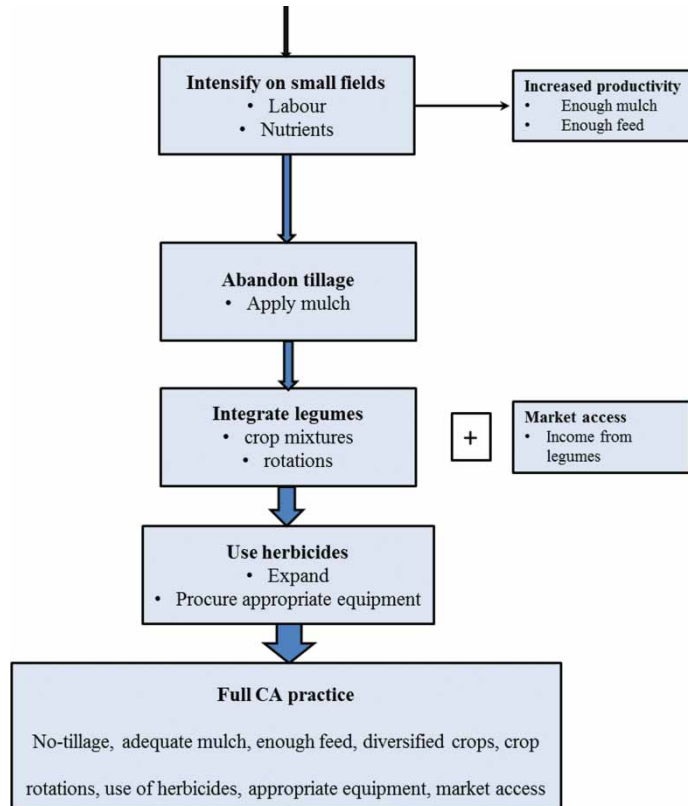 Intensify on small fields
• Labour
• Nutrients
Increased productivity
• Enough mulch
• Enough feed
Abandon tillage
• Apply mulch
Integrate legumes
• crop mixtures
• rotations
+
Market access
• Income from
legumes
Use herbicides
• Expand
• Procure appropriate equipment
Full CA practice
No-tillage, adequate mulch, enough feed, diversified crops, crop
rotations, use of herbicides, appropriate equipment, market access